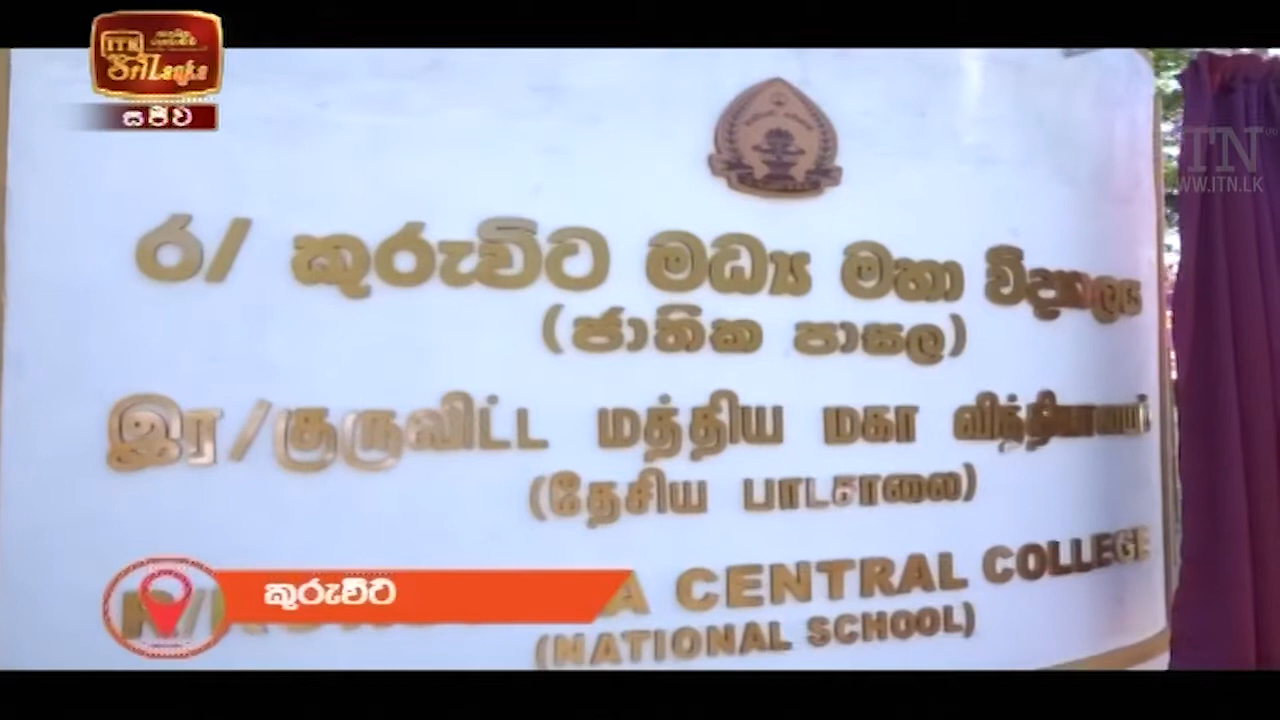 ITN
SriLanka
සජීව
ITN
WWW.ITN.LK
ර/ කුරුවිට මධ්‍ය මහා විද්‍යාලය
(ජාතික පාසල)
இர/குருவிட்ட மத்திய மகா வித்தியாலயம்
(தேசிய பாடசாலை)
කුරුවිට
CENTRAL COLLEGE
(NATIONAL SCHOOL)